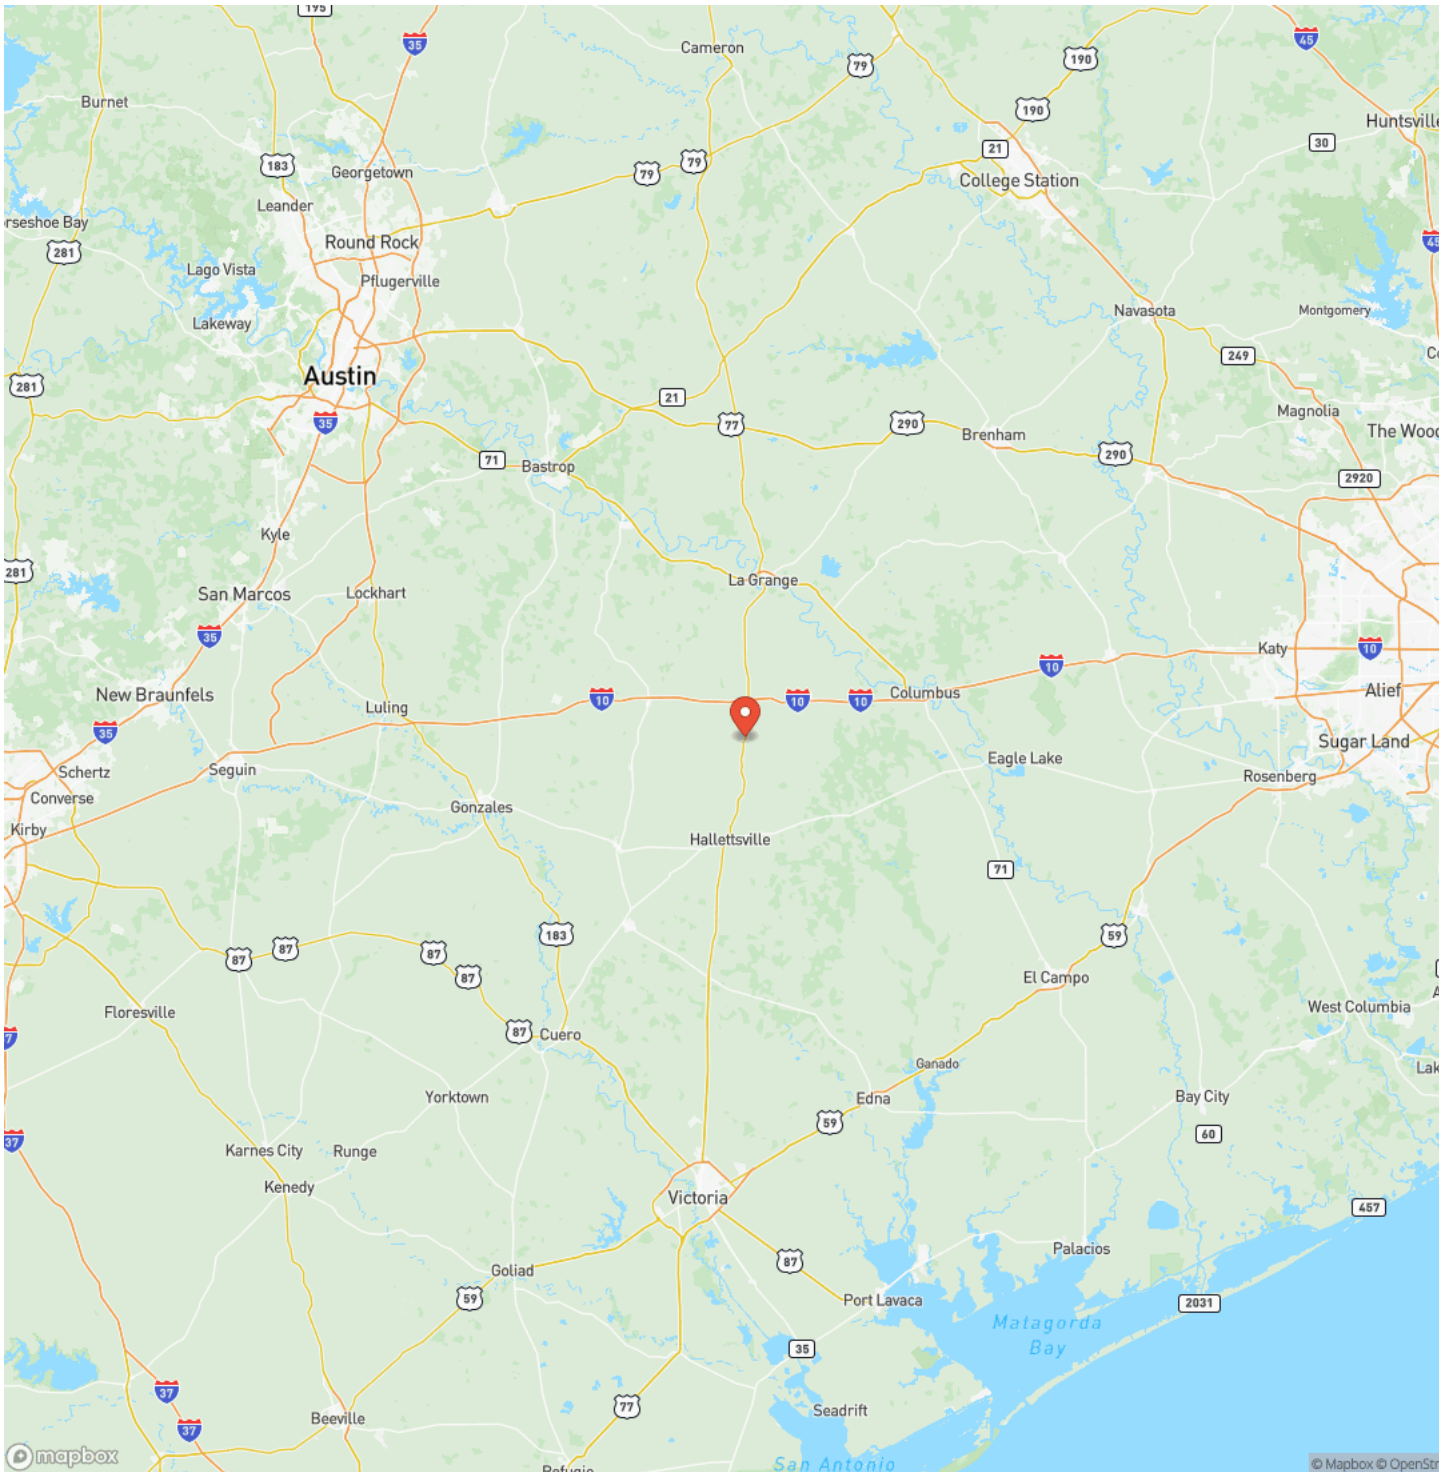 195
35
Cameron
79
190
45
Burnet
190
Huntsville
183
79
79
21
30
Georgetown
College Station
Leander
orseshoe Bay
281
Round Rock
45
Lago Vista
Pflugerville
Lakeway
Navasota
Montgomery
249
Co
Austin
281
21
Magnolia
35
77
290
Brenham
The Wood
290
71
Bastrop
2920
Kyle
281
La Grange
San Marcos
Lockhart
35
Katy
10
10
New Braunfels
Luling
10
10
10
Columbus
Alief
35
Sugar Land
Schertz
Seguin
Eagle Lake
Rosenberg
Converse
Gonzales
Kirby
Hallettsville
71
183
59
87
87
87
87
El Campo
Floresville
West Columbia
A
7
87
Cuero
Ganado
Lak
Yorktown
Edna
Bay City
59
60
37
Karnes City
Runge
Kenedy
Victoria
457
Palacios
87
Goliad
59
Port Lavaca
2031
Matagorda
Bay
35
37
77
Beeville
Seadrift
37
mapbox
San Antonio
Refugio
© Mapbox © OpenStr